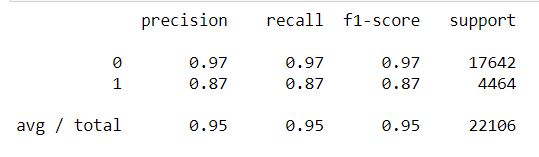 precision recall f1-score support
0 0.97 0.97 0.97 17642
1 0.87 0.87 0.87 4464
avg / total 0.95 0.95 0.95 22106